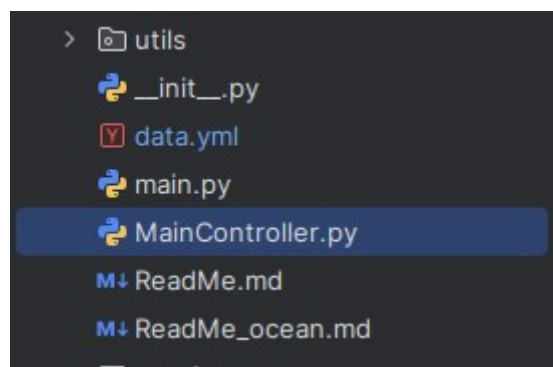 utils
__init__.py
Y data.yml
main.py
MainController.py
M↓ ReadMe.md
M↓ ReadMe_ocean.md